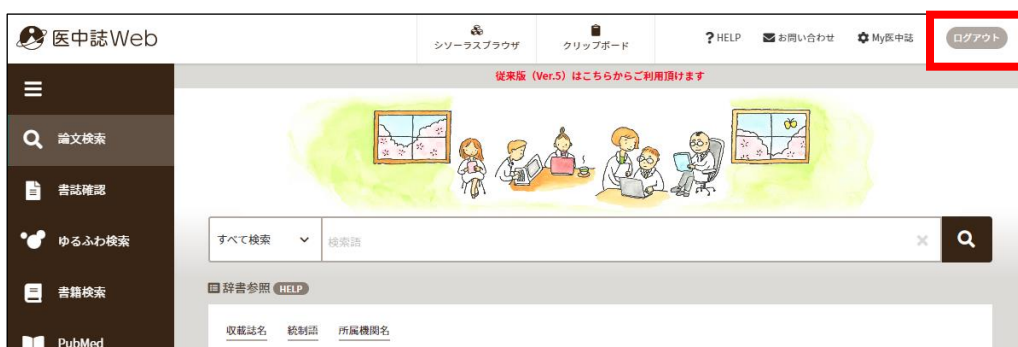 医中誌Web
シソーラスブラウザ
クリップボード
? HELP
お問い合わせ
My医中誌
ログアウト
従来版（Ver.5）はこちらからご利用頂けます
論文検索
書誌確認
ゆるふわ検索
書籍検索
PubMed
すべて検索
検索語
辞書参照 HELP
収載誌名 統制語 所属機関名